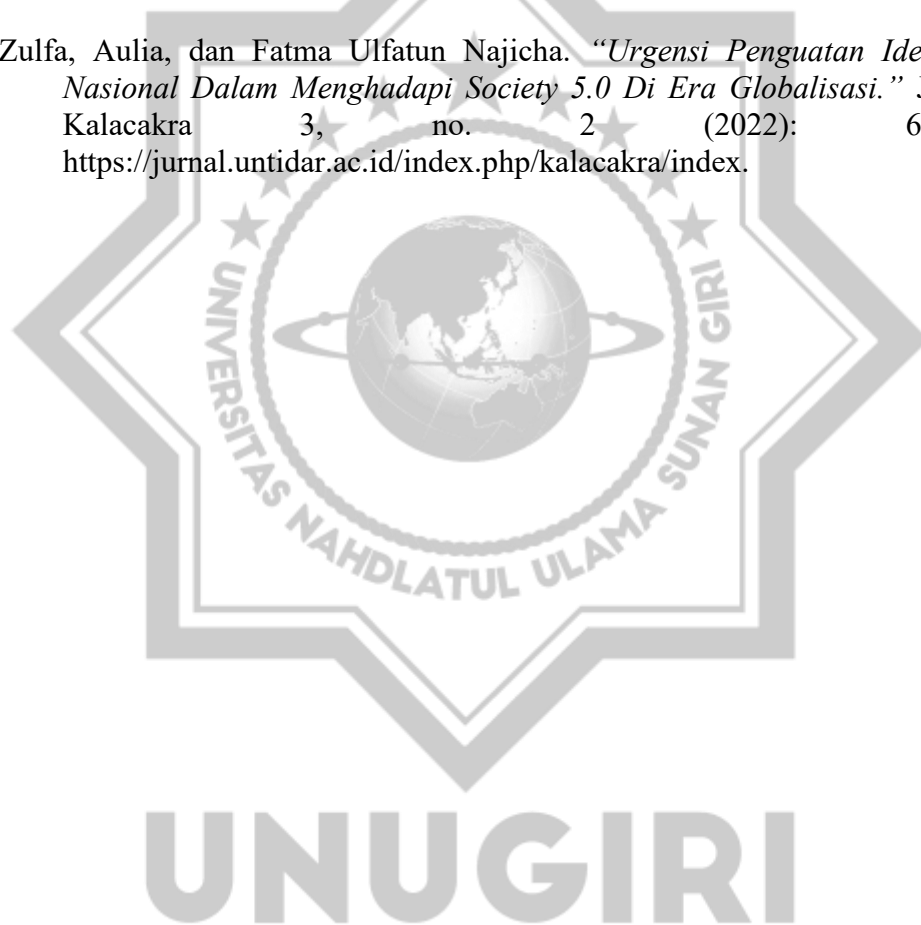 Zulfa, Aulia, dan Fatma Ulfatun Najicha. “Urgensi Penguatan Ide
Nasional Dalam Menghadapi Society 5.0 Di Era Globalisasi.”
Kalacakra 3, no. 2 (2022): 6
https://jurnal.untidar.ac.id/index.php/kalacakra/index.
UNIVERSITAS NAHDLATUL ULAMA SUNAN GIRI
UNUGIRI